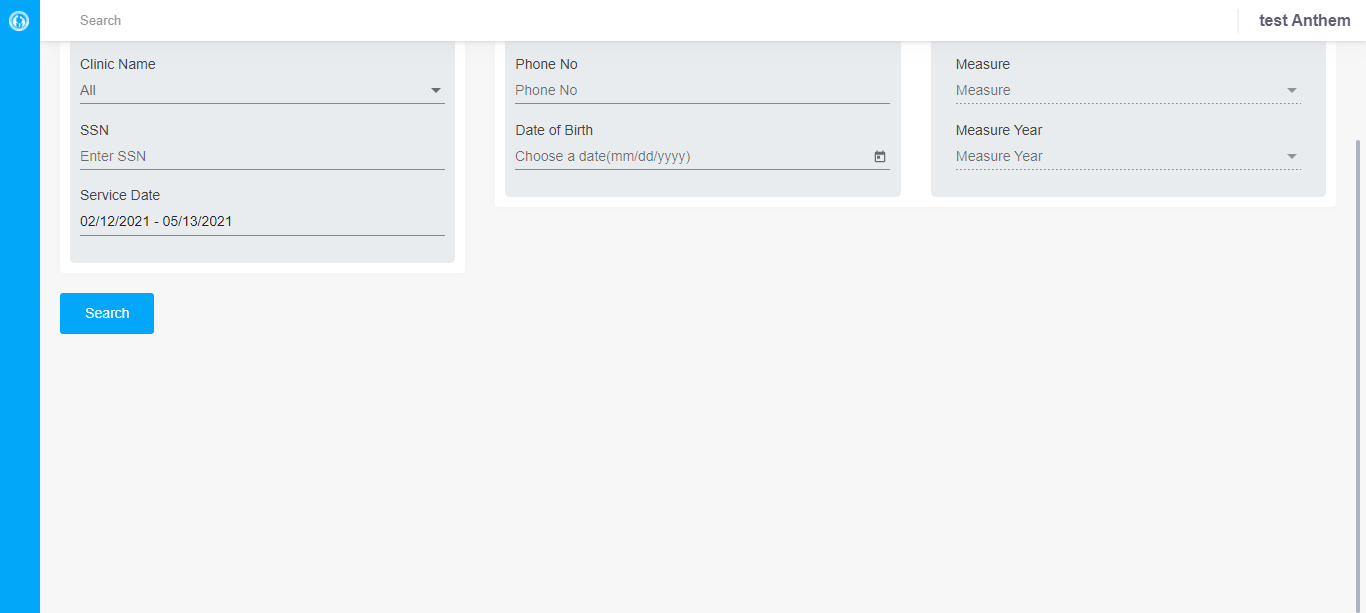 Search
test Anthem
Clinic Name
All
SSN
Enter SSN
Service Date
02/12/2021 - 05/13/2021
Phone No
Phone No
Date of Birth
Choose a date(mm/dd/yyyy)
Measure
Measure
Measure Year
Measure Year
Search